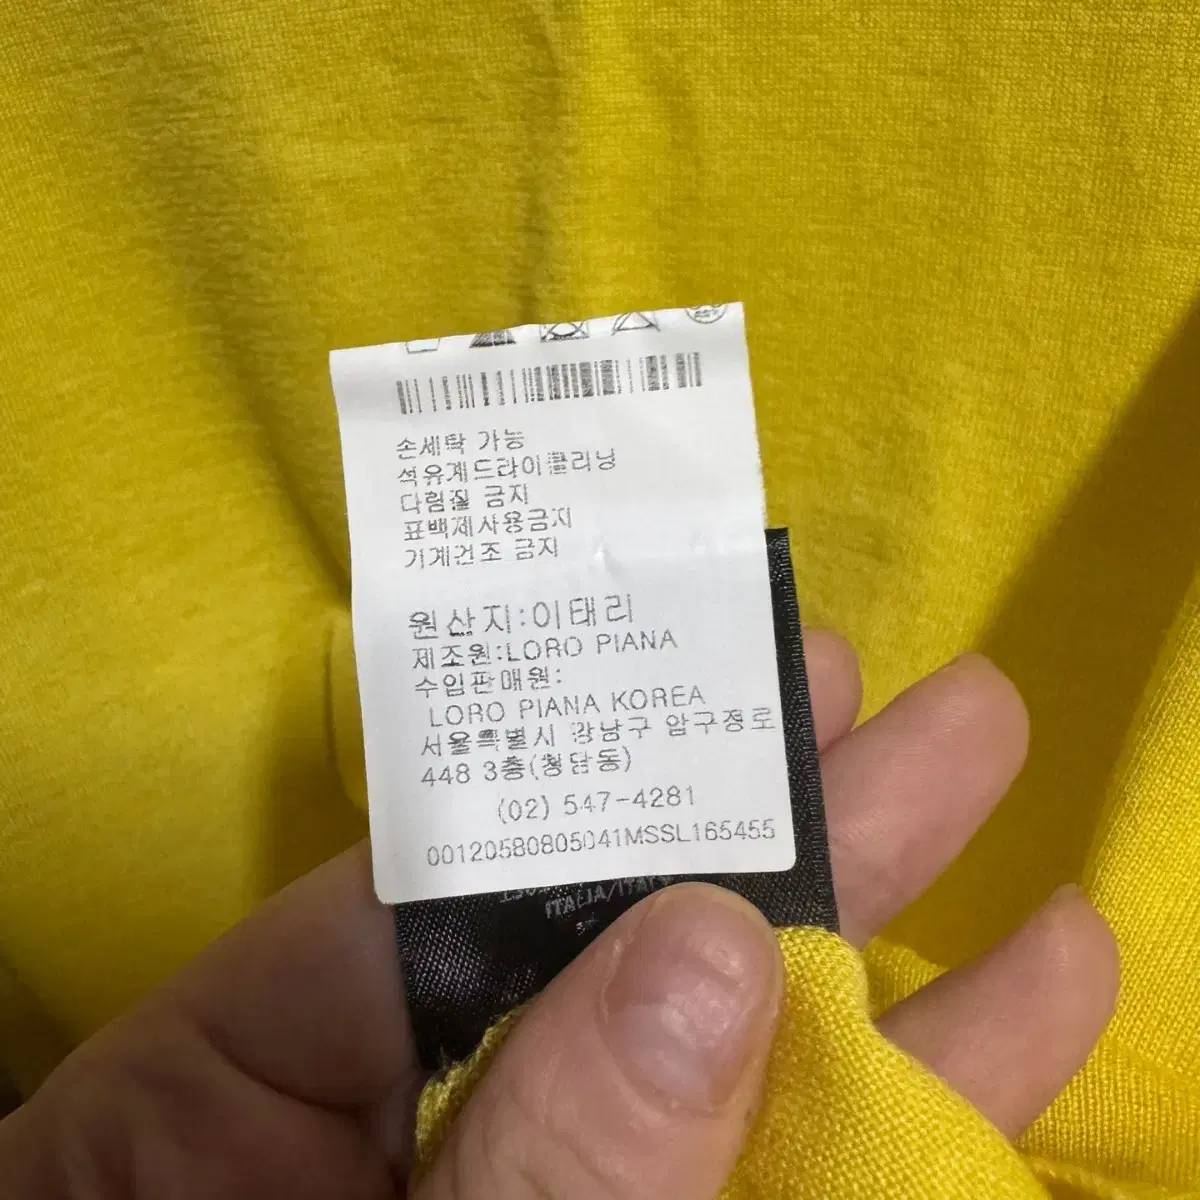 손세탁 가능
석유계드라이클리닝
다림질 금지
표백제사용금지
기계건조 금지
원산지:이태리
제조원:LORO PIANA
수입판매원:
LORO PIANA KOREA
서울특별시 강남구 압구정로
448 3층(청담동)
(02) 547-4281
00120580805041MSSL165455
ITALIA/ITALY